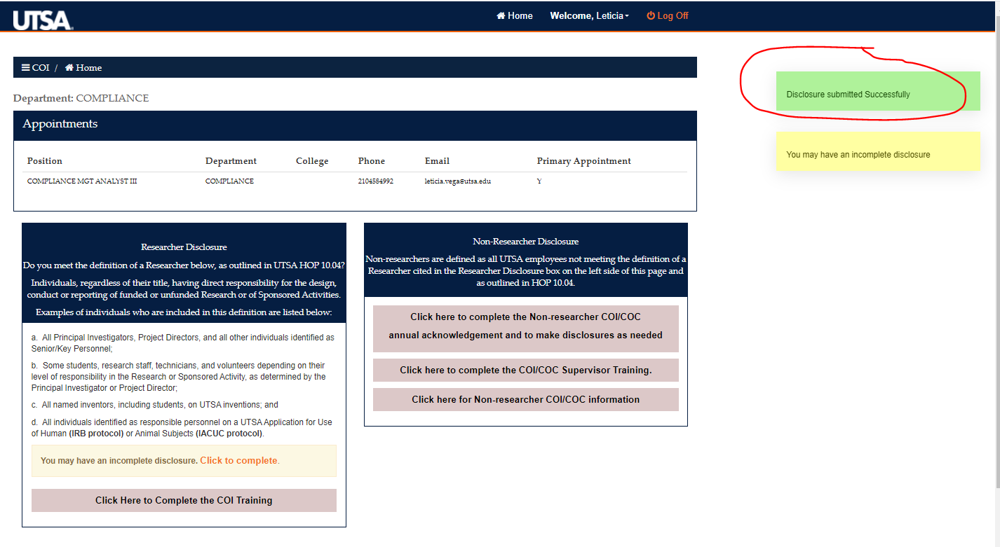 UTSA
Home Welcome, Leticia Log Off
COI / Home
Disclosure submitted Successfully
You may have an incomplete disclosure
Department: COMPLIANCE
Appointments
Position Department College Phone Email Primary Appointment
COMPLIANCE MGT ANALYST III COMPLIANCE 2104584992 leticia.vega@utsa.edu Y
Researcher Disclosure
Do you meet the definition of a Researcher below, as outlined in UTSA HOP 10.04?
Individuals, regardless of their title, having direct responsibility for the design,
conduct or reporting of funded or unfunded Research or of Sponsored Activities.
Examples of individuals who are included in this definition are listed below:
a. All Principal Investigators, Project Directors, and all other individuals identified as
Senior/Key Personnel;
b. Some students, research staff, technicians, and volunteers depending on their
level of responsibility in the Research or Sponsored Activity, as determined by the
Principal Investigator or Project Director;
c. All named inventors, including students, on UTSA inventions; and
d. All individuals identified as responsible personnel on a UTSA Application for Use
of Human (IRB protocol) or Animal Subjects (IACUC protocol).
You may have an incomplete disclosure. Click to complete.
Click Here to Complete the COI Training
Non-Researcher Disclosure
Non-researchers are defined as all UTSA employees not meeting the definition of a
Researcher cited in the Researcher Disclosure box on the left side of this page and
as outlined in HOP 10.04.
Click here to complete the Non-researcher COI/COC
annual acknowledgement and to make disclosures as needed
Click here to complete the COI/COC Supervisor Training.
Click here for Non-researcher COI/COC information